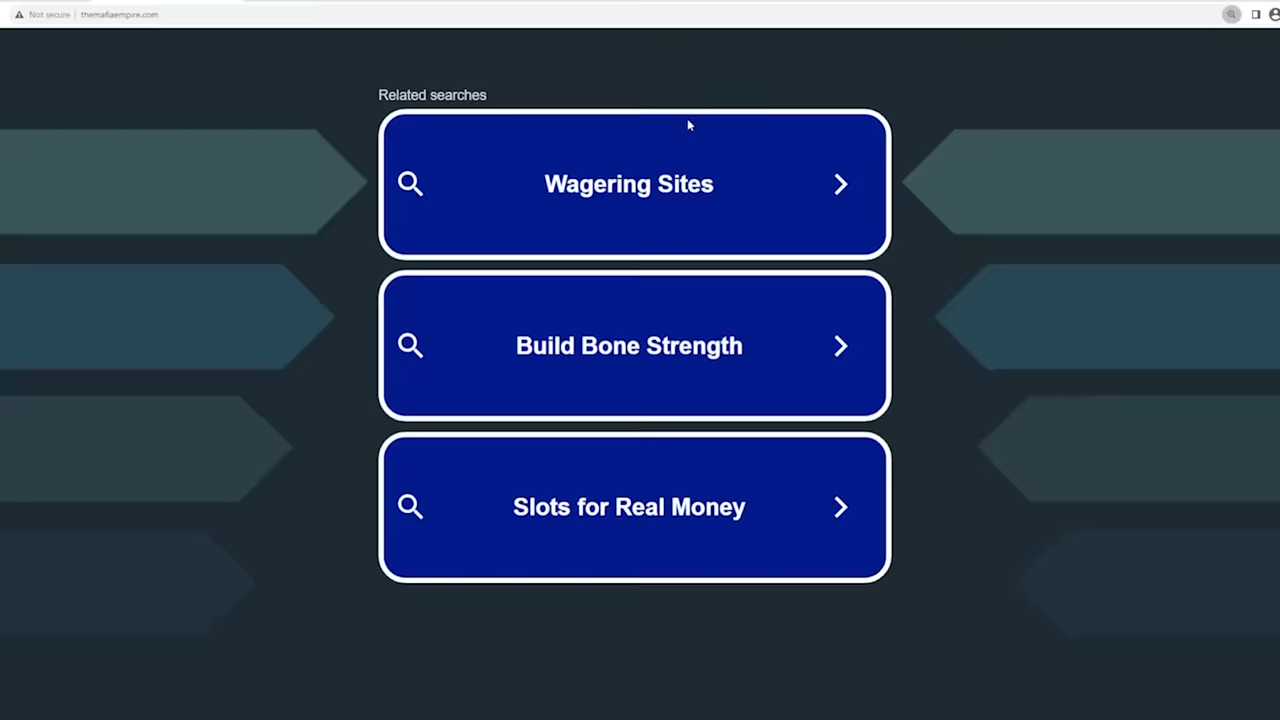 Not secure
themafiaempire.com
Related searches
Wagering Sites
Build Bone Strength
Slots for Real Money